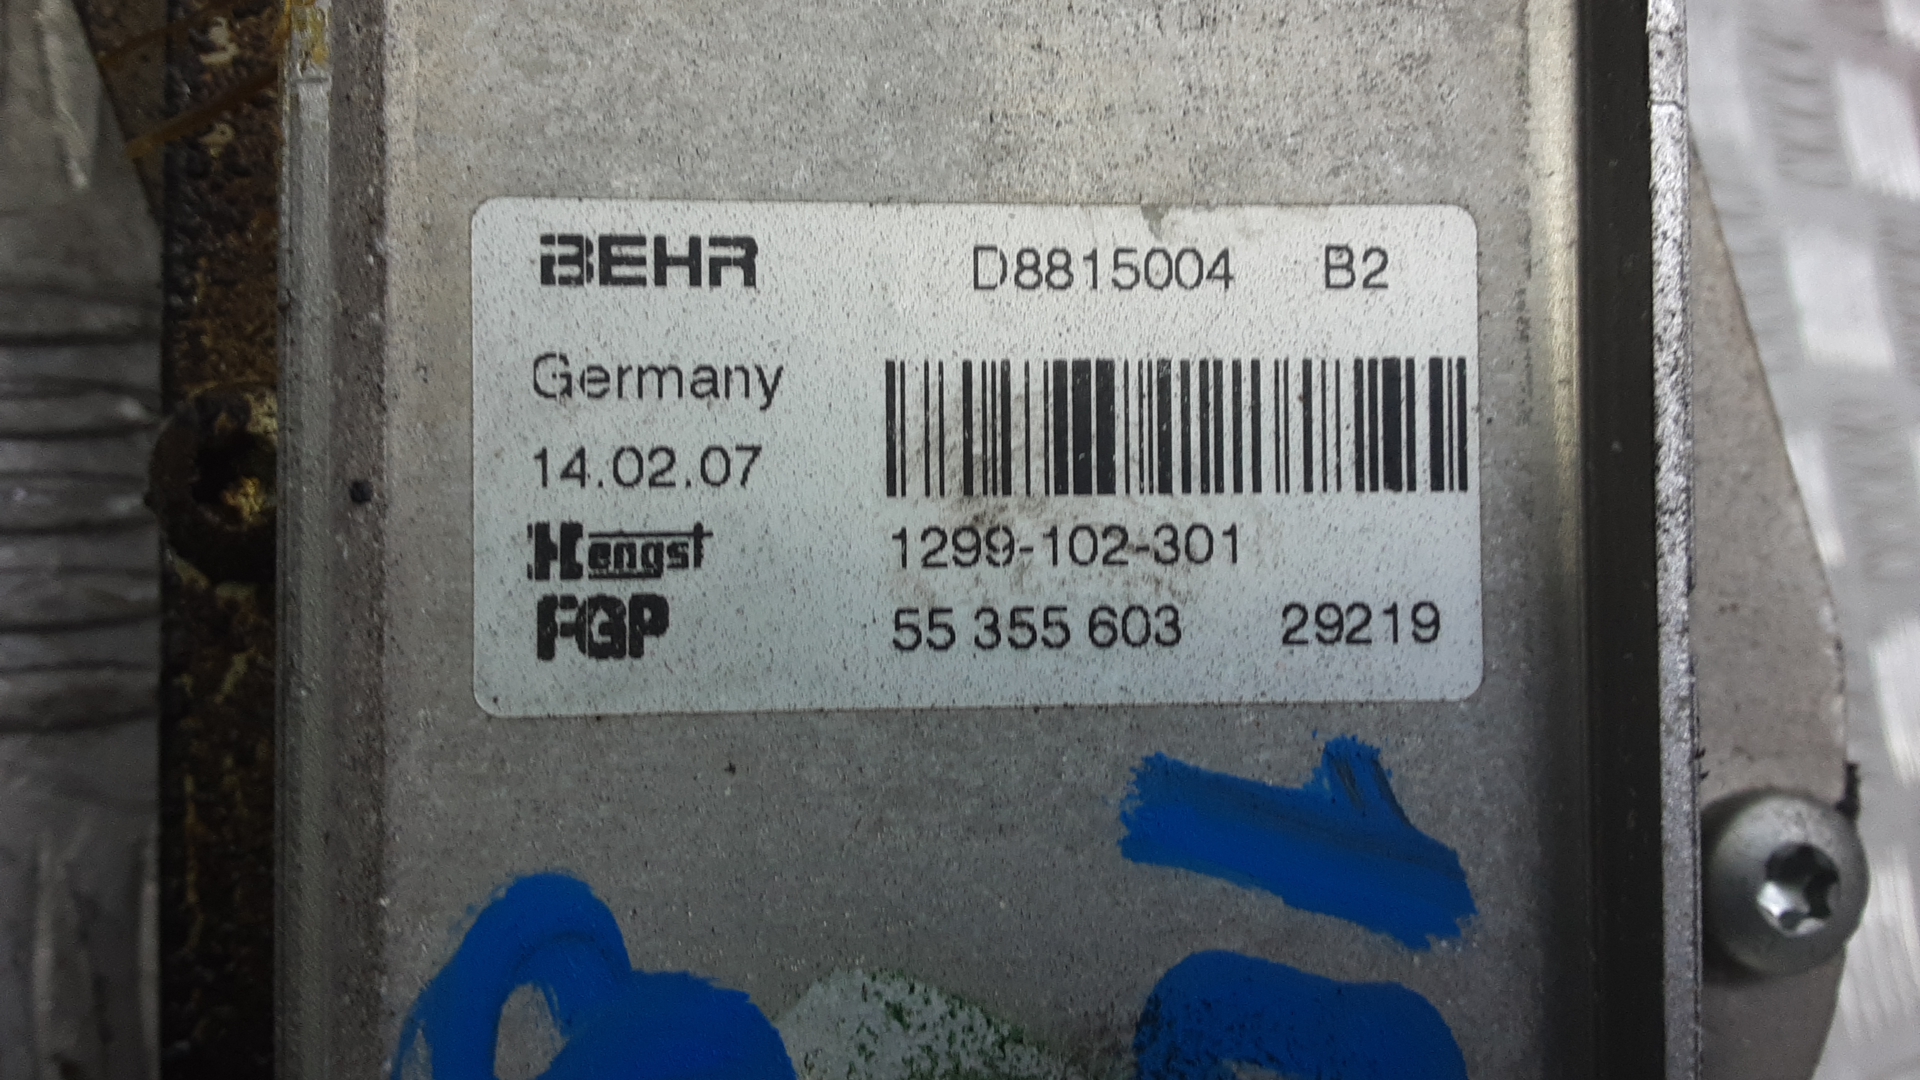 BEHR D8815004 B2
Germany
14.02.07
Hengst 1299-102-301
FGP 55 355 603 29219